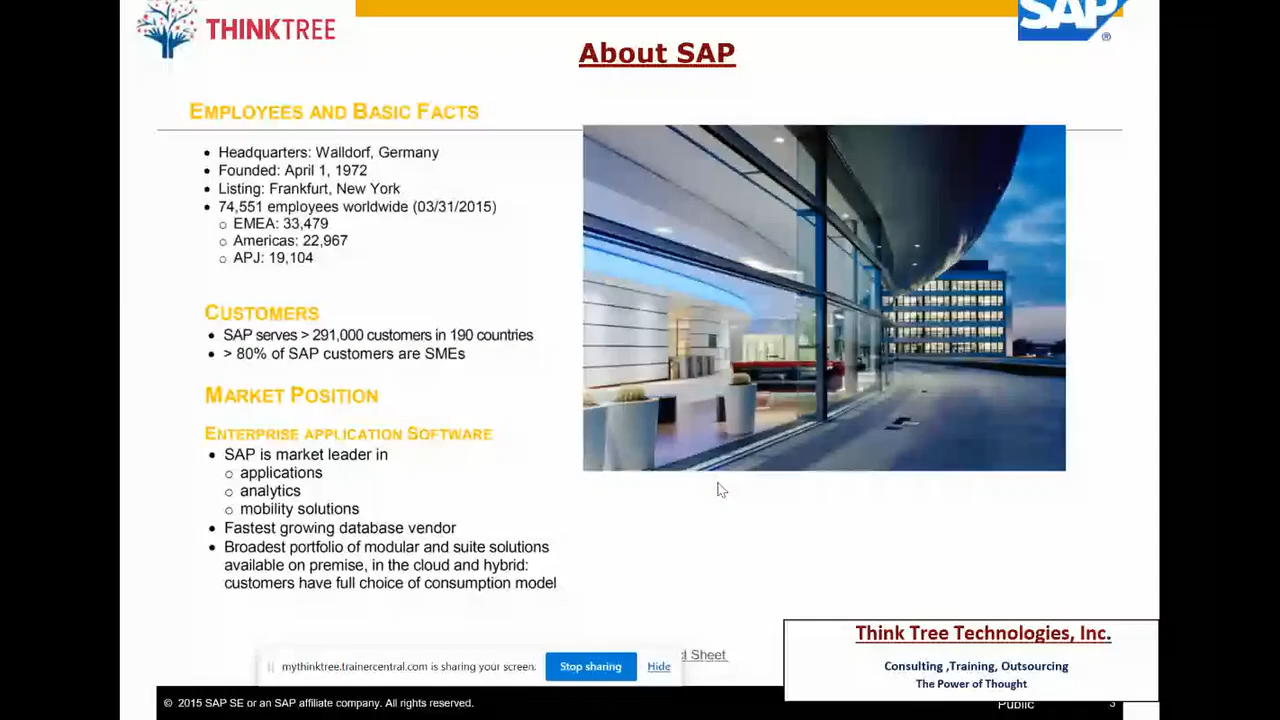 THINKTREE
SAP
®
About SAP
EMPLOYEES AND BASIC FACTS
• Headquarters: Walldorf, Germany
• Founded: April 1, 1972
• Listing: Frankfurt, New York
• 74,551 employees worldwide (03/31/2015)
o EMEA: 33,479
o Americas: 22,967
o APJ: 19,104
CUSTOMERS
• SAP serves > 291,000 customers in 190 countries
• > 80% of SAP customers are SMEs
MARKET POSITION
ENTERPRISE APPLICATION SOFTWARE
• SAP is market leader in
o applications
o analytics
o mobility solutions
• Fastest growing database vendor
• Broadest portfolio of modular and suite solutions
available on premise, in the cloud and hybrid:
customers have full choice of consumption model
mythinktree.trainercentral.com is sharing your screen.
Stop sharing
Hide
Sheet
Think Tree Technologies, Inc.
Consulting ,Training, Outsourcing
The Power of Thought
© 2015 SAP SE or an SAP affiliate company. All rights reserved.
Public
3